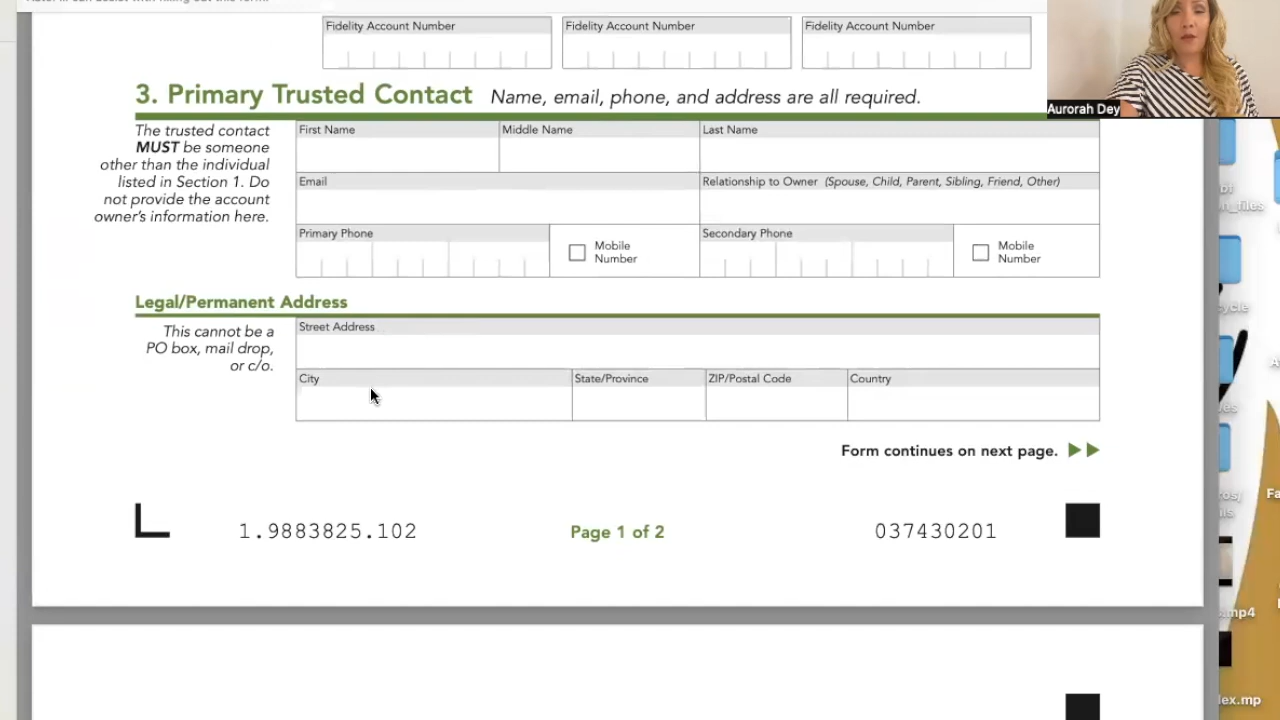 Fidelity Account Number Fidelity Account Number Fidelity Account Number
3. Primary Trusted Contact Name, email, phone, and address are all required.
Aurorah Dey
The trusted contact
MUST be someone
other than the individual
listed in Section 1. Do
not provide the account
owner's information here.
First Name Middle Name Last Name
Email Relationship to Owner (Spouse, Child, Parent, Sibling, Friend, Other)
Primary Phone Mobile Number Secondary Phone Mobile Number
Legal/Permanent Address
This cannot be a
PO box, mail drop,
or c/o.
Street Address
City State/Province ZIP/Postal Code Country
Form continues on next page.
1.9883825.102 Page 1 of 2 037430201
.mp4